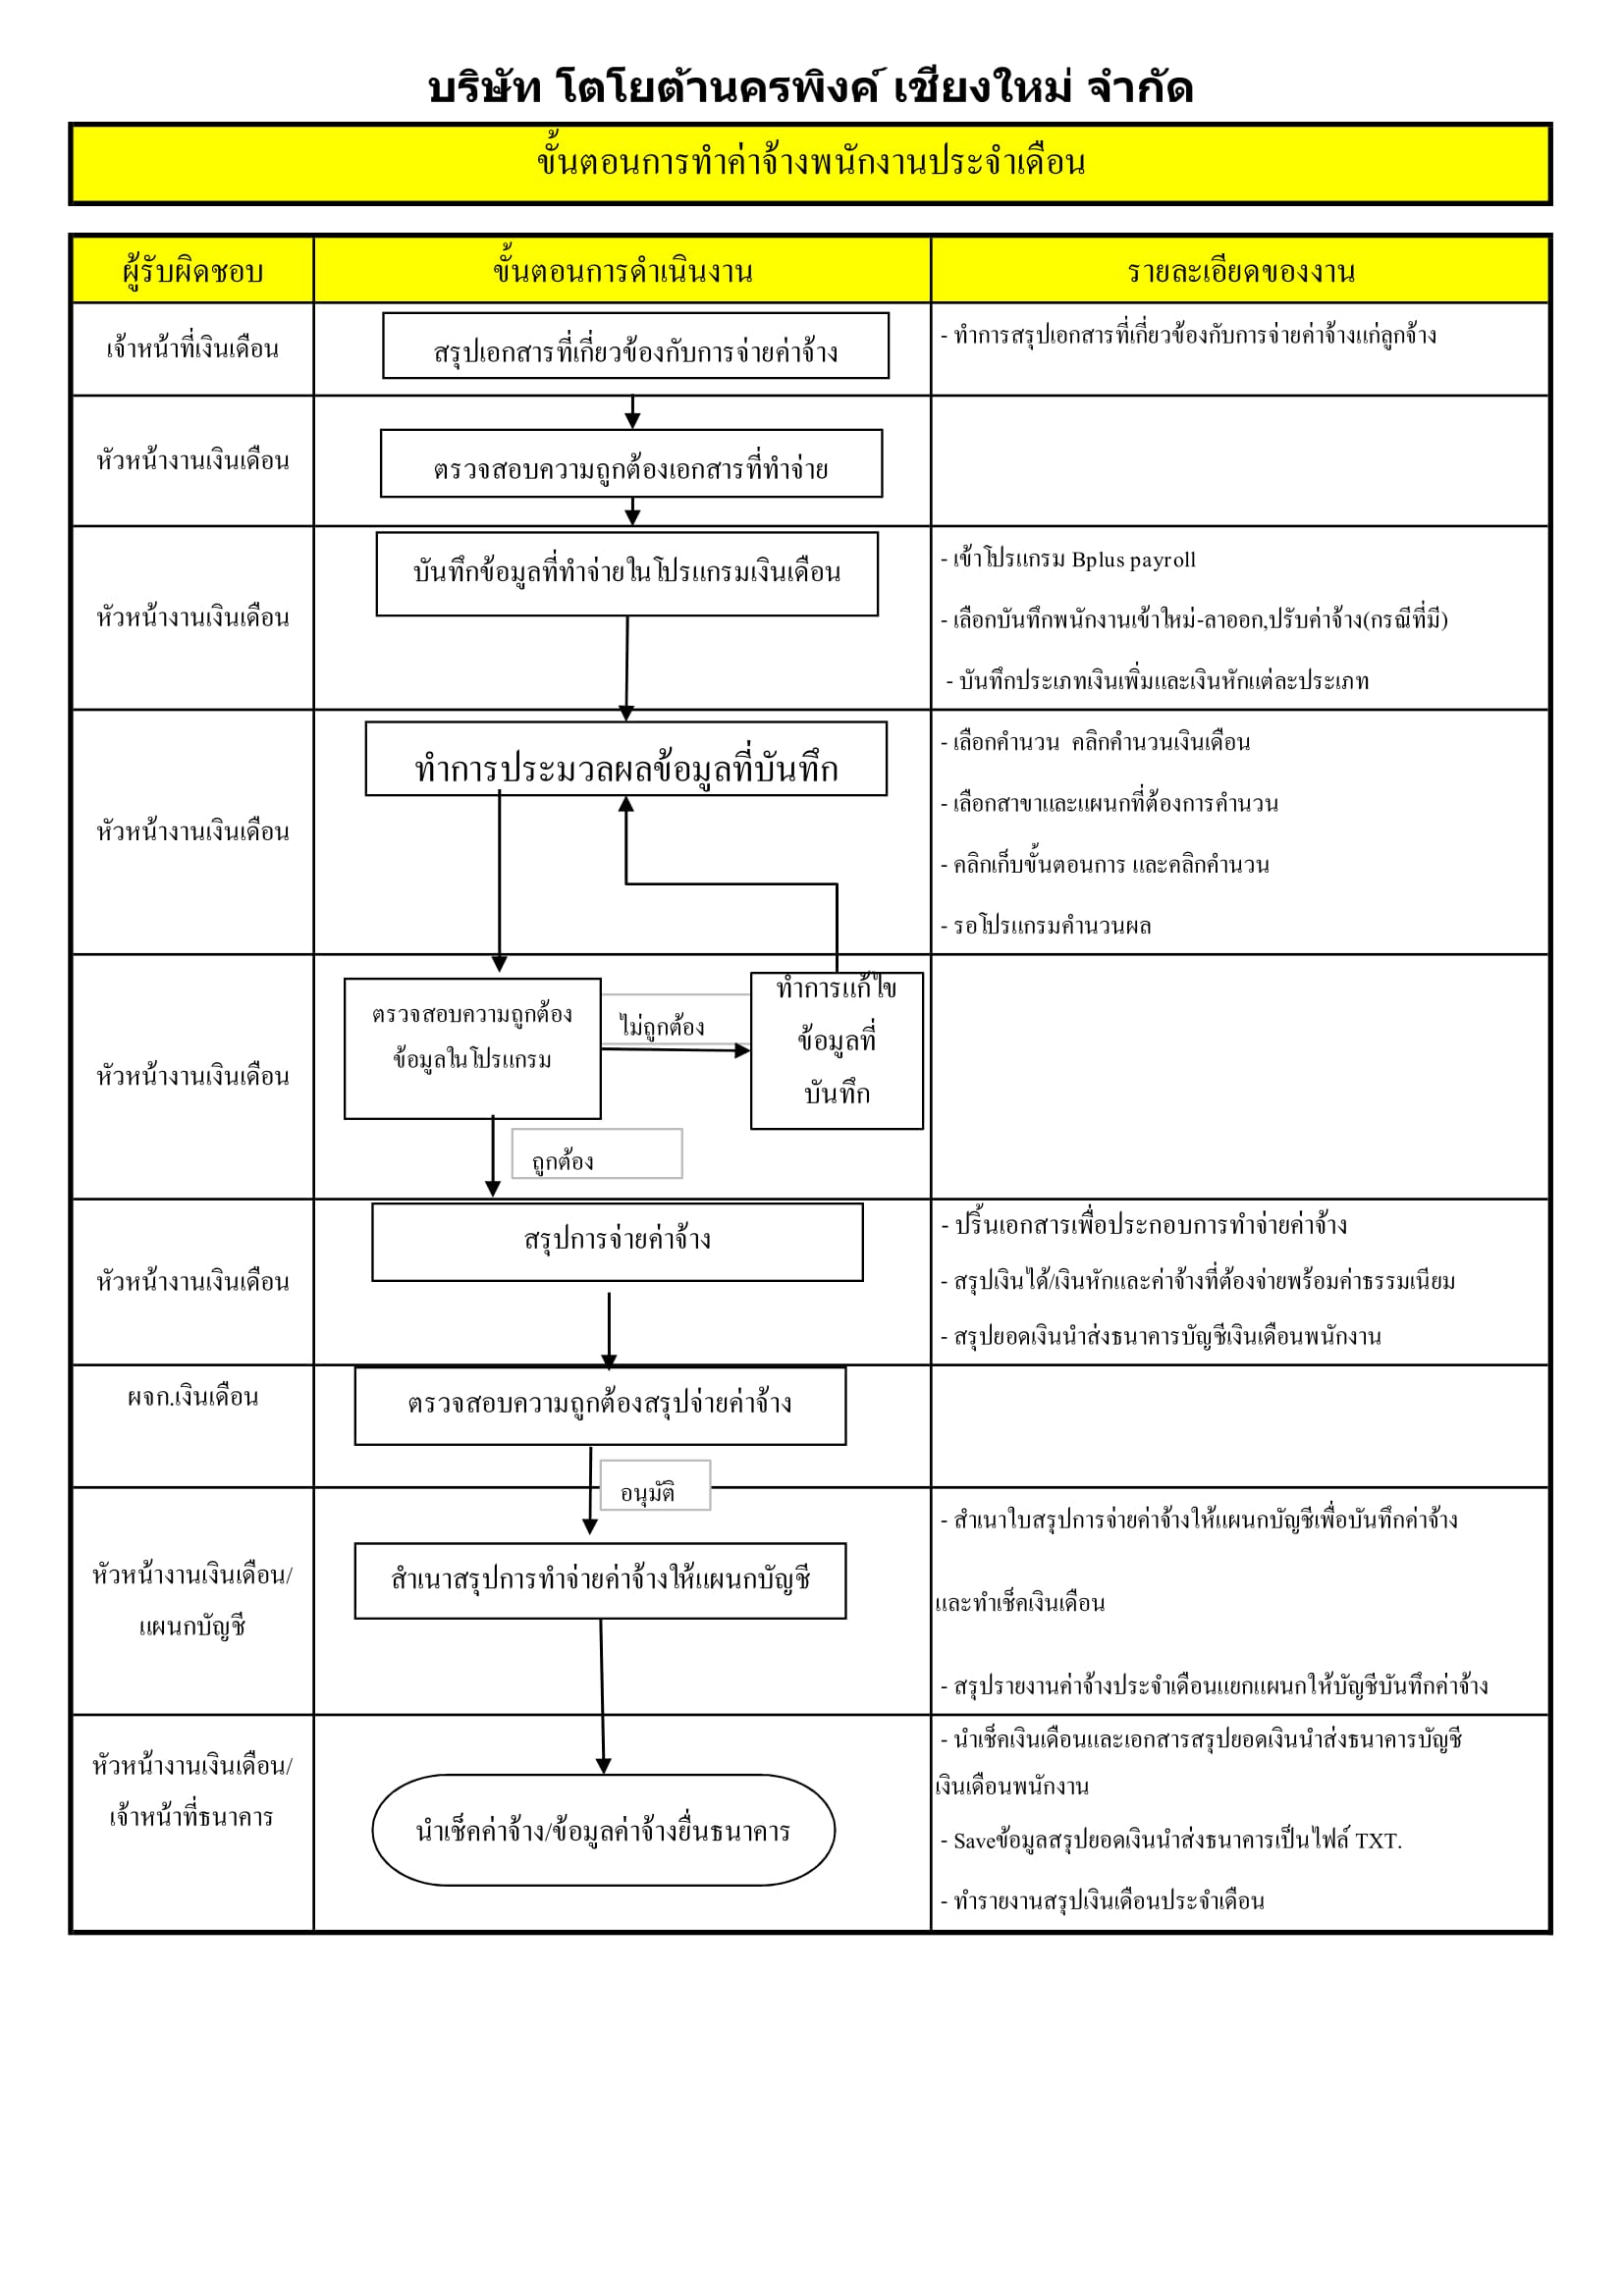 บริษัท โตโยต้านครพิงค์ เชียงใหม่ จำกัด
ขั้นตอนการทำค่าจ้างพนักงานประจำเดือน
ผู้รับผิดชอบ
ขั้นตอนการดำเนินงาน
รายละเอียดของงาน
เจ้าหน้าที่เงินเดือน
สรุปเอกสารที่เกี่ยวข้องกับการจ่ายค่าจ้าง
- ทำการสรุปเอกสารที่เกี่ยวข้องกับการจ่ายค่าจ้างแก่ลูกจ้าง
หัวหน้างานเงินเดือน
ตรวจสอบความถูกต้องเอกสารที่ทำจ่าย
หัวหน้างานเงินเดือน
บันทึกข้อมูลที่ทำจ่ายในโปรแกรมเงินเดือน
- เข้าโปรแกรม Bplus payroll
- เลือกบันทึกพนักงานเข้าใหม่-ลาออก,ปรับค่าจ้าง(กรณีที่มี)
- บันทึกประเภทเงินเพิ่มและเงินหักแต่ละประเภท
หัวหน้างานเงินเดือน
ทำการประมวลผลข้อมูลที่บันทึก
- เลือกคำนวน คลิกคำนวนเงินเดือน
- เลือกสาขาและแผนกที่ต้องการคำนวน
- คลิกเก็บขั้นตอนการ และคลิกคำนวน
- รอโปรแกรมคำนวนผล
หัวหน้างานเงินเดือน
ตรวจสอบความถูกต้อง
ข้อมูลในโปรแกรม
ไม่ถูกต้อง
ทำการแก้ไข
ข้อมูลที่
บันทึก
ถูกต้อง
หัวหน้างานเงินเดือน
สรุปการจ่ายค่าจ้าง
- ปริ้นเอกสารเพื่อประกอบการทำจ่ายค่าจ้าง
- สรุปเงินได้/เงินหักและค่าจ้างที่ต้องจ่ายพร้อมค่าธรรมเนียม
- สรุปยอดเงินนำส่งธนาคารบัญชีเงินเดือนพนักงาน
ผจก.เงินเดือน
ตรวจสอบความถูกต้องสรุปจ่ายค่าจ้าง
อนุมัติ
หัวหน้างานเงินเดือน/
แผนกบัญชี
สำเนาสรุปการทำจ่ายค่าจ้างให้แผนกบัญชี
- สำเนาใบสรุปการจ่ายค่าจ้างให้แผนกบัญชีเพื่อบันทึกค่าจ้าง
และทำเช็คเงินเดือน
- สรุปรายงานค่าจ้างประจำเดือนแยกแผนกให้บัญชีบันทึกค่าจ้าง
หัวหน้างานเงินเดือน/
เจ้าหน้าที่ธนาคาร
นำเช็คค่าจ้าง/ข้อมูลค่าจ้างยื่นธนาคาร
- นำเช็คเงินเดือนและเอกสารสรุปยอดเงินนำส่งธนาคารบัญชี
เงินเดือนพนักงาน
- Saveข้อมูลสรุปยอดเงินนำส่งธนาคารเป็นไฟล์ TXT.
- ทำรายงานสรุปเงินเดือนประจำเดือน